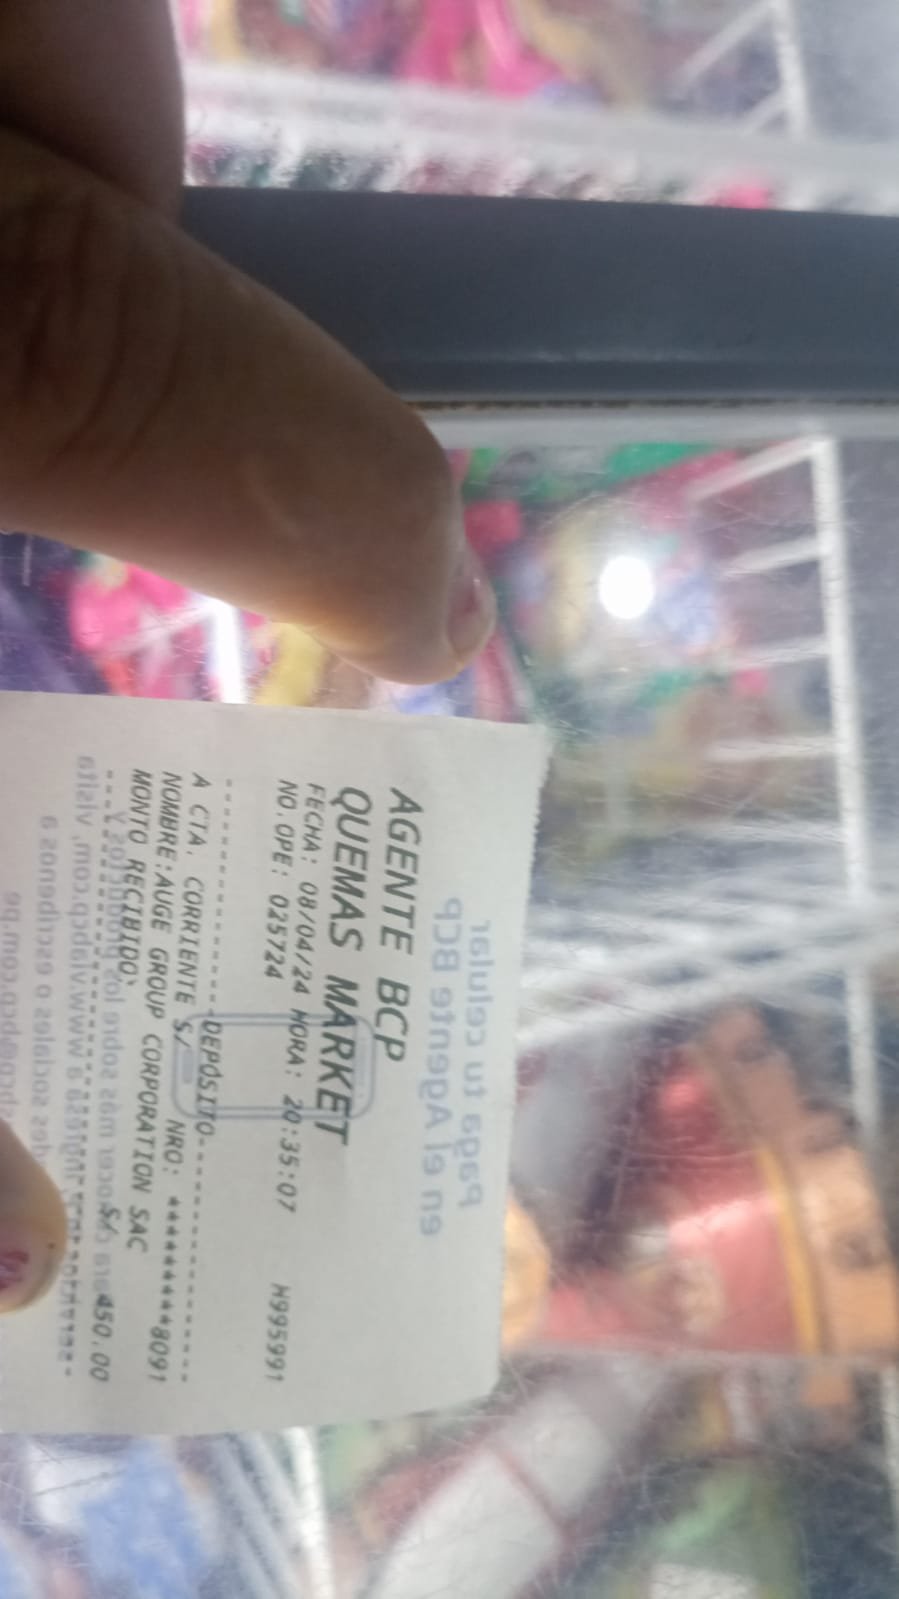 AGENTE BCP
QUEMAS MARKET
FECHA: 08/04/24 HORA: 20:35:07
NO.OPE: 025724 H995991
-DEPÓSITO-
A CTA. CORRIENTE S/ NRO: *********8091
NOMBRE:AUGE GROUP CORPORATION SAC
MONTO RECIBIDO: S/ 450.00
Paga tu celular
en el Agente BCP